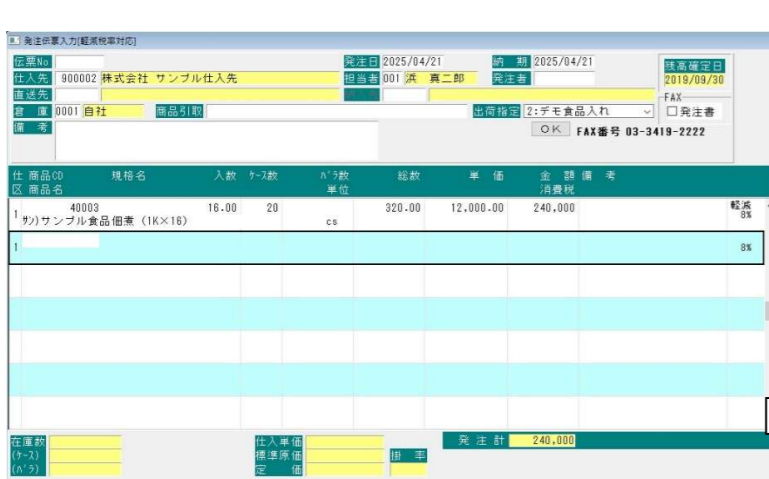 発注伝票入力[軽減税率対応]
伝票No 発注日 2025/04/21 納 期 2025/04/21 残高確定日
仕入先 900002 株式会社 サンプル仕入先 担当者 001 浜 真二郎 発注者 2019/09/30
直送先 FAX
倉 庫 0001 自社 商品引取 出荷指定 2:デモ食品入れ 発注書
備 考 OK FAX番号 03-3419-2222
仕 商品CD 規格名 入数 ケース数 バラ数 総数 単 価 金 額 備 考
区 商品名 単位 消費税
1 40003 16.00 20 320.00 12,000.00 240,000 軽減
サン)サンプル食品佃煮 (1K×16) cs 8%
1 8%
在庫数 仕入単価 発 注 計 240,000
(ケース) 標準原価 掛 率
(バラ) 定 価